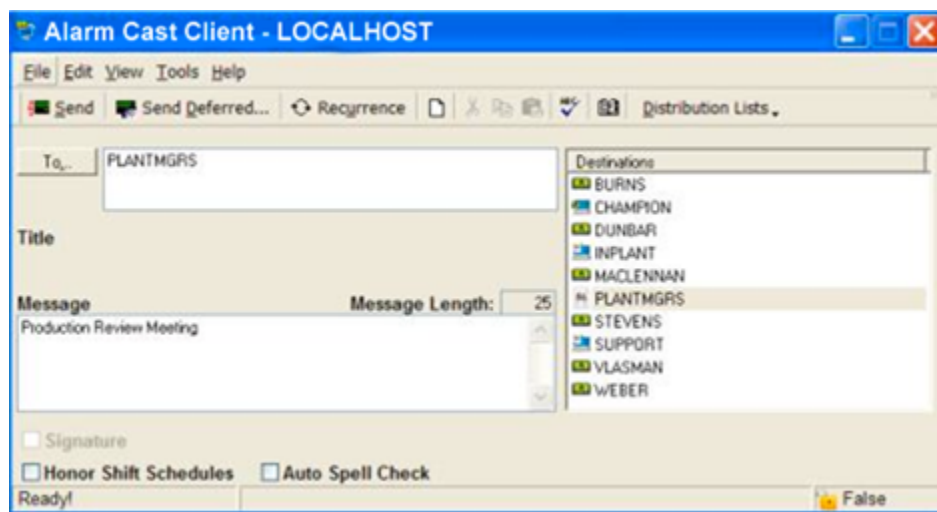 Alarm Cast Client - LOCALHOST
File Edit View Tools Help
Send Send Deferred... Recurrence Distribution Lists
To... PLANTMGRS
Destinations
BURNS
CHAMPION
DUNBAR
INPLANT
MACLENNAN
PLANTMGRS
STEVENS
SUPPORT
VLASMAN
WEBER
Title
Message Message Length: 25
Production Review Meeting
Signature
Honor Shift Schedules Auto Spell Check
Ready! False